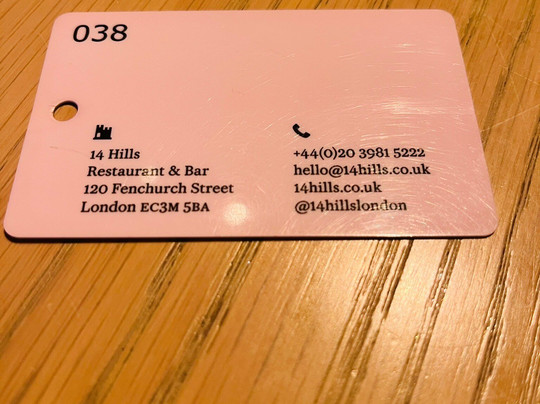 038
14 Hills
Restaurant & Bar
120 Fenchurch Street
London EC3M 5BA
+44(0)20 3981 5222
hello@14hills.co.uk
14hills.co.uk
@14hillslondon